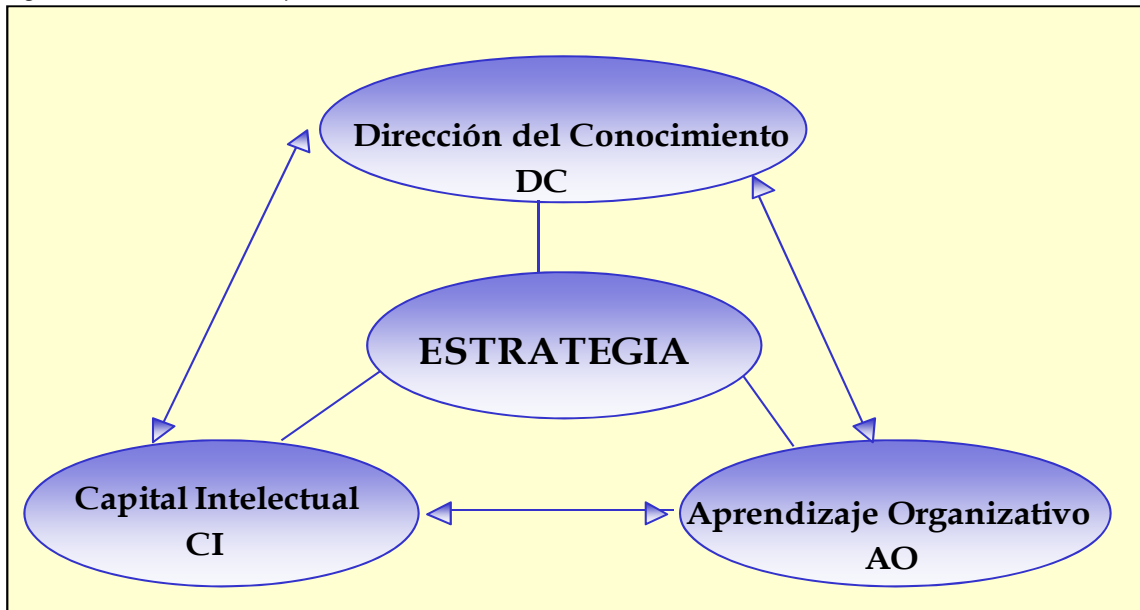 Dirección del Conocimiento
DC
ESTRATEGIA
Capital Intelectual
CI
Aprendizaje Organizativo
AO